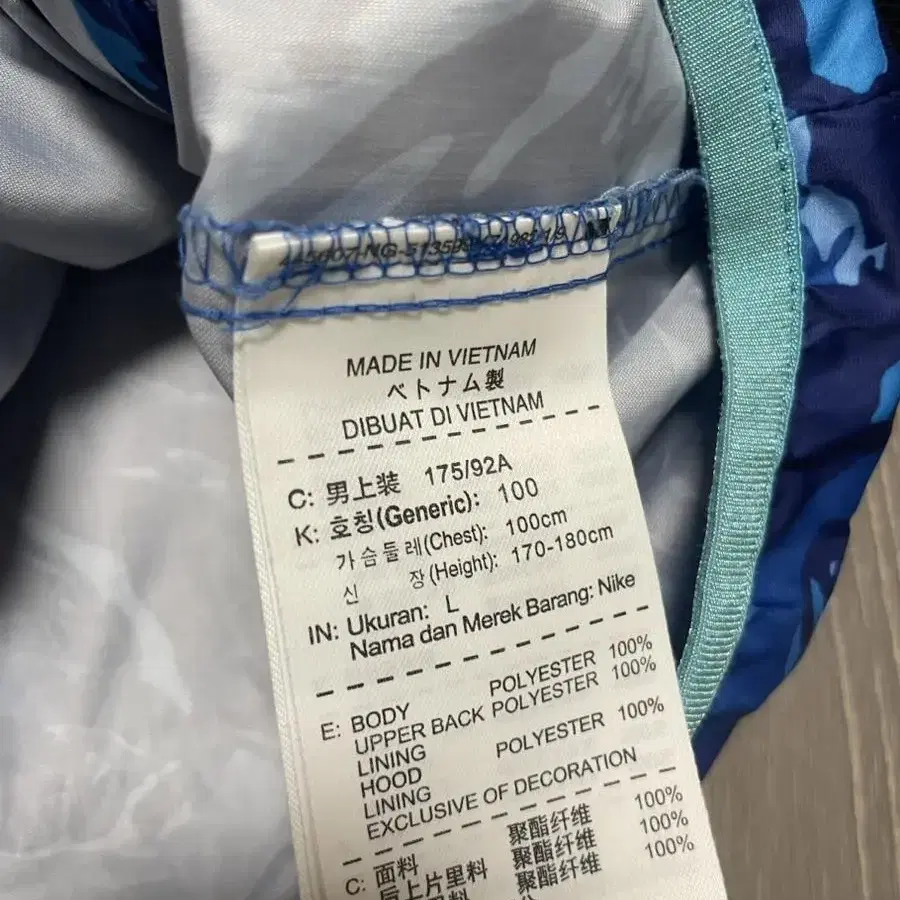 MADE IN VIETNAM
ベトナム製
DIBUAT DI VIETNAM
C: 男上装 175/92A
K: 호칭(Generic): 100
가슴둘레(Chest): 100cm
신 장(Height): 170-180cm
IN: Ukuran: L
Nama dan Merek Barang: Nike
E: BODY POLYESTER 100%
UPPER BACK POLYESTER 100%
LINING
HOOD POLYESTER 100%
LINING
EXCLUSIVE OF DECORATION
C: 面料 聚酯纤维 100%
后上片里料 聚酯纤维 100%
聚酯纤维 100%